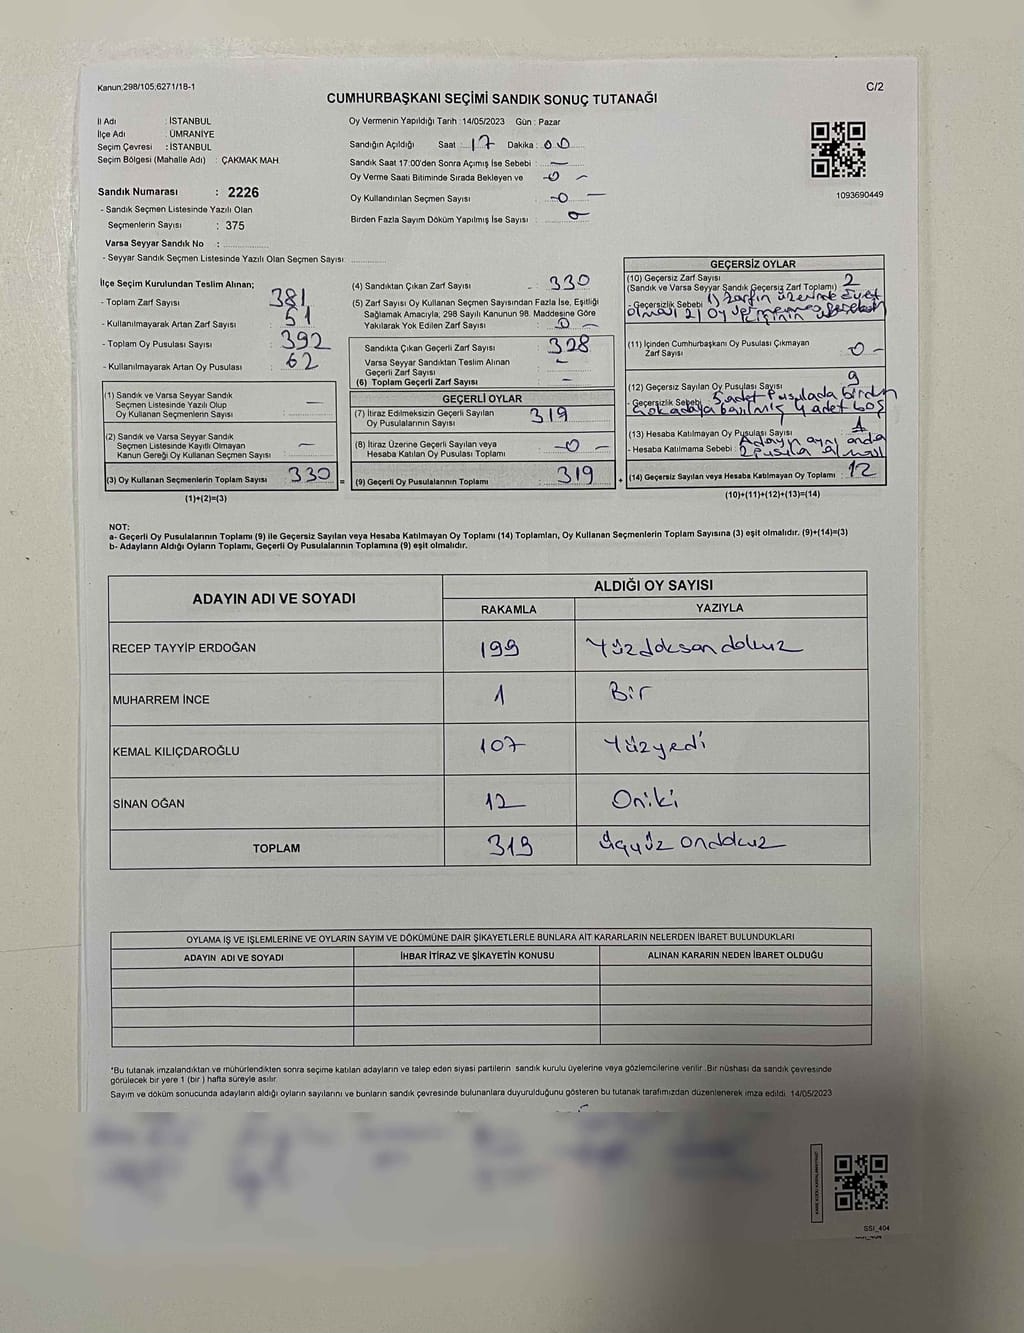 Kanun;298/105,6271/18-1
C/2
CUMHURBAŞKANI SEÇİMİ SANDIK SONUÇ TUTANAĞI
İl Adı : İSTANBUL
İlçe Adı : ÜMRANİYE
Seçim Çevresi : İSTANBUL
Seçim Bölgesi (Mahalle Adı) : ÇAKMAK MAH.
Sandık Numarası : 2226
- Sandık Seçmen Listesinde Yazılı Olan
Seçmenlerin Sayısı : 375
Varsa Seyyar Sandık No :
- Seyyar Sandık Seçmen Listesinde Yazılı Olan Seçmen Sayısı:
Oy Vermenin Yapıldığı Tarih :14/05/2023 Gün : Pazar
Sandığın Açıldığı Saat : 17 Dakika : 00
Sandık Saat 17:00'den Sonra Açımış İse Sebebi : —
Oy Verme Saati Bitiminde Sırada Bekleyen ve -0 -
Oy Kullandırılan Seçmen Sayısı -0 -
Birden Fazla Sayım Döküm Yapılmış İse Sayısı : 0
1093690449
İlçe Seçim Kurulundan Teslim Alınan;
- Toplam Zarf Sayısı : 381
- Kullanılmayarak Artan Zarf Sayısı : 51
- Toplam Oy Pusulası Sayısı : 392
- Kullanılmayarak Artan Oy Pusulası : 62
(1) Sandık ve Varsa Seyyar Sandık
Seçmen Listesinde Yazılı Olup
Oy Kullanan Seçmenlerin Sayısı : —
(2) Sandık ve Varsa Seyyar Sandık
Seçmen Listesinde Kayıtlı Olmayan
Kanun Gereği Oy Kullanan Seçmen Sayısı : —
(3) Oy Kullanan Seçmenlerin Toplam Sayısı : 330
(1)+(2)=(3)
(4) Sandıktan Çıkan Zarf Sayısı : 330
(5) Zarf Sayısı Oy Kullanan Seçmen Sayısından Fazla İse, Eşitliği
Sağlamak Amacıyla, 298 Sayılı Kanunun 98. Maddesine Göre
Yakılarak Yok Edilen Zarf Sayısı : 0 -
Sandıkta Çıkan Geçerli Zarf Sayısı : 328
Varsa Seyyar Sandıktan Teslim Alınan
Geçerli Zarf Sayısı : —
(6) Toplam Geçerli Zarf Sayısı : —
GEÇERLİ OYLAR
(7) İtiraz Edilmeksizin Geçerli Sayılan
Oy Pusulalarının Sayısı : 319
(8) İtiraz Üzerine Geçerli Sayılan veya
Hesaba Katılan Oy Pusulası Toplamı : -0 -
= (9) Geçerli Oy Pusulalarının Toplamı : 319
GEÇERSİZ OYLAR
(10) Geçersiz Zarf Sayısı : 2
(Sandık ve Varsa Seyyar Sandık Geçersiz Zarf Toplamı)
- Geçersizlik Sebebi : 1) Zarfın üzerinde Evet
olması 2) Oy
(11) İçinden Cumhurbaşkanı Oy Pusulası Çıkmayan
Zarf Sayısı : -0 -
(12) Geçersiz Sayılan Oy Pusulası Sayısı : 9
- Geçersizlik Sebebi : 5 adet Pusulada birden
çok adaya basılmış 4 adet boş
(13) Hesaba Katılmayan Oy Pusulası Sayısı : 1
- Hesaba Katılmama Sebebi : Adayın aynı anda
2 pusula almasi
+ (14) Geçersiz Sayılan veya Hesaba Katılmayan Oy Toplamı : 12
(10)+(11)+(12)+(13)=(14)
NOT:
a- Geçerli Oy Pusulalarının Toplamı (9) ile Geçersiz Sayılan veya Hesaba Katılmayan Oy Toplamı (14) Toplamları, Oy Kullanan Seçmenlerin Toplam Sayısına (3) eşit olmalıdır. (9)+(14)=(3)
b- Adayların Aldığı Oyların Toplamı, Geçerli Oy Pusulalarının Toplamına (9) eşit olmalıdır.
ADAYIN ADI VE SOYADI
ALDIĞI OY SAYISI
RAKAMLA YAZIYLA
RECEP TAYYİP ERDOĞAN 199 Yüzdoksan dokuz
MUHARREM İNCE 1 Bir
KEMAL KILIÇDAROĞLU 107 Yüzyedi
SİNAN OĞAN 12 Oniki
TOPLAM 319 üçyüz ondokuz
OYLAMA İŞ VE İŞLEMLERİNE VE OYLARIN SAYIM VE DÖKÜMÜNE DAİR ŞİKAYETLERLE BUNLARA AİT KARARLARIN NELERDEN İBARET BULUNDUKLARI
ADAYIN ADI VE SOYADI İHBAR İTİRAZ VE ŞİKAYETİN KONUSU ALINAN KARARIN NEDEN İBARET OLDUĞU
*Bu tutanak imzalandıktan ve mühürlendikten sonra seçime katılan adayların ve talep eden siyasi partilerin sandık kurulu üyelerine veya gözlemcilerine verilir .Bir nüshası da sandık çevresinde
görülecek bir yere 1 (bir ) hafta süreyle asılır.
Sayım ve döküm sonucunda adayların aldığı oyların sayılarını ve bunların sandık çevresinde bulunanlara duyurulduğunu gösteren bu tutanak tarafımızdan düzenlenerek imza edildi. 14/05/2023
SSI_404